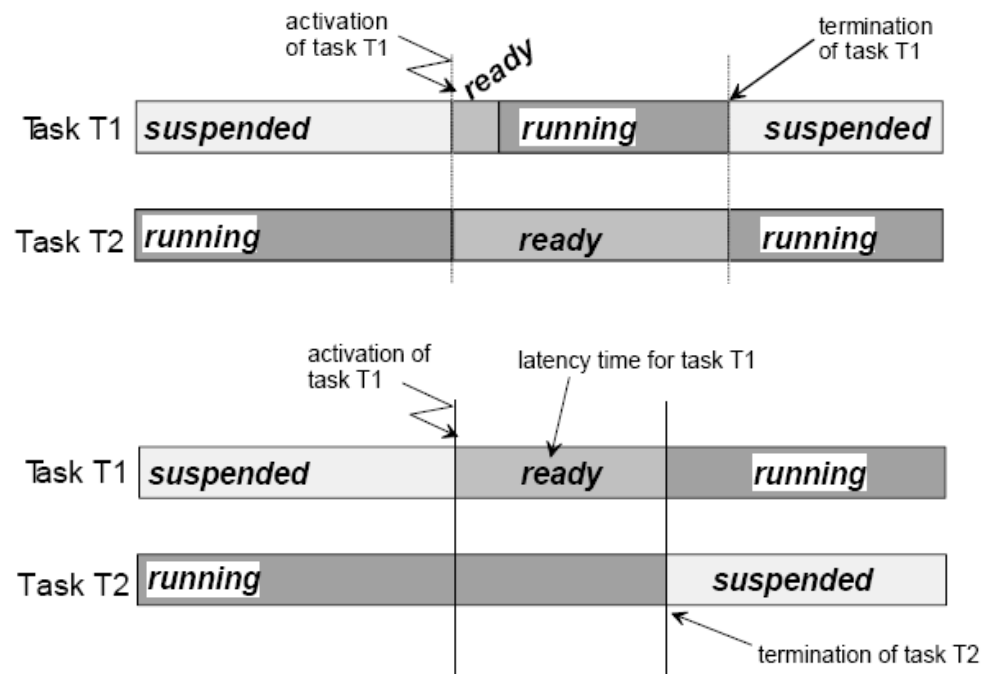 activation
of task T1
ready
termination
of task T1
Task T1
suspended
running
suspended
Task T2
running
ready
running
activation of
task T1
latency time for task T1
Task T1
suspended
ready
running
Task T2
running
suspended
termination of task T2